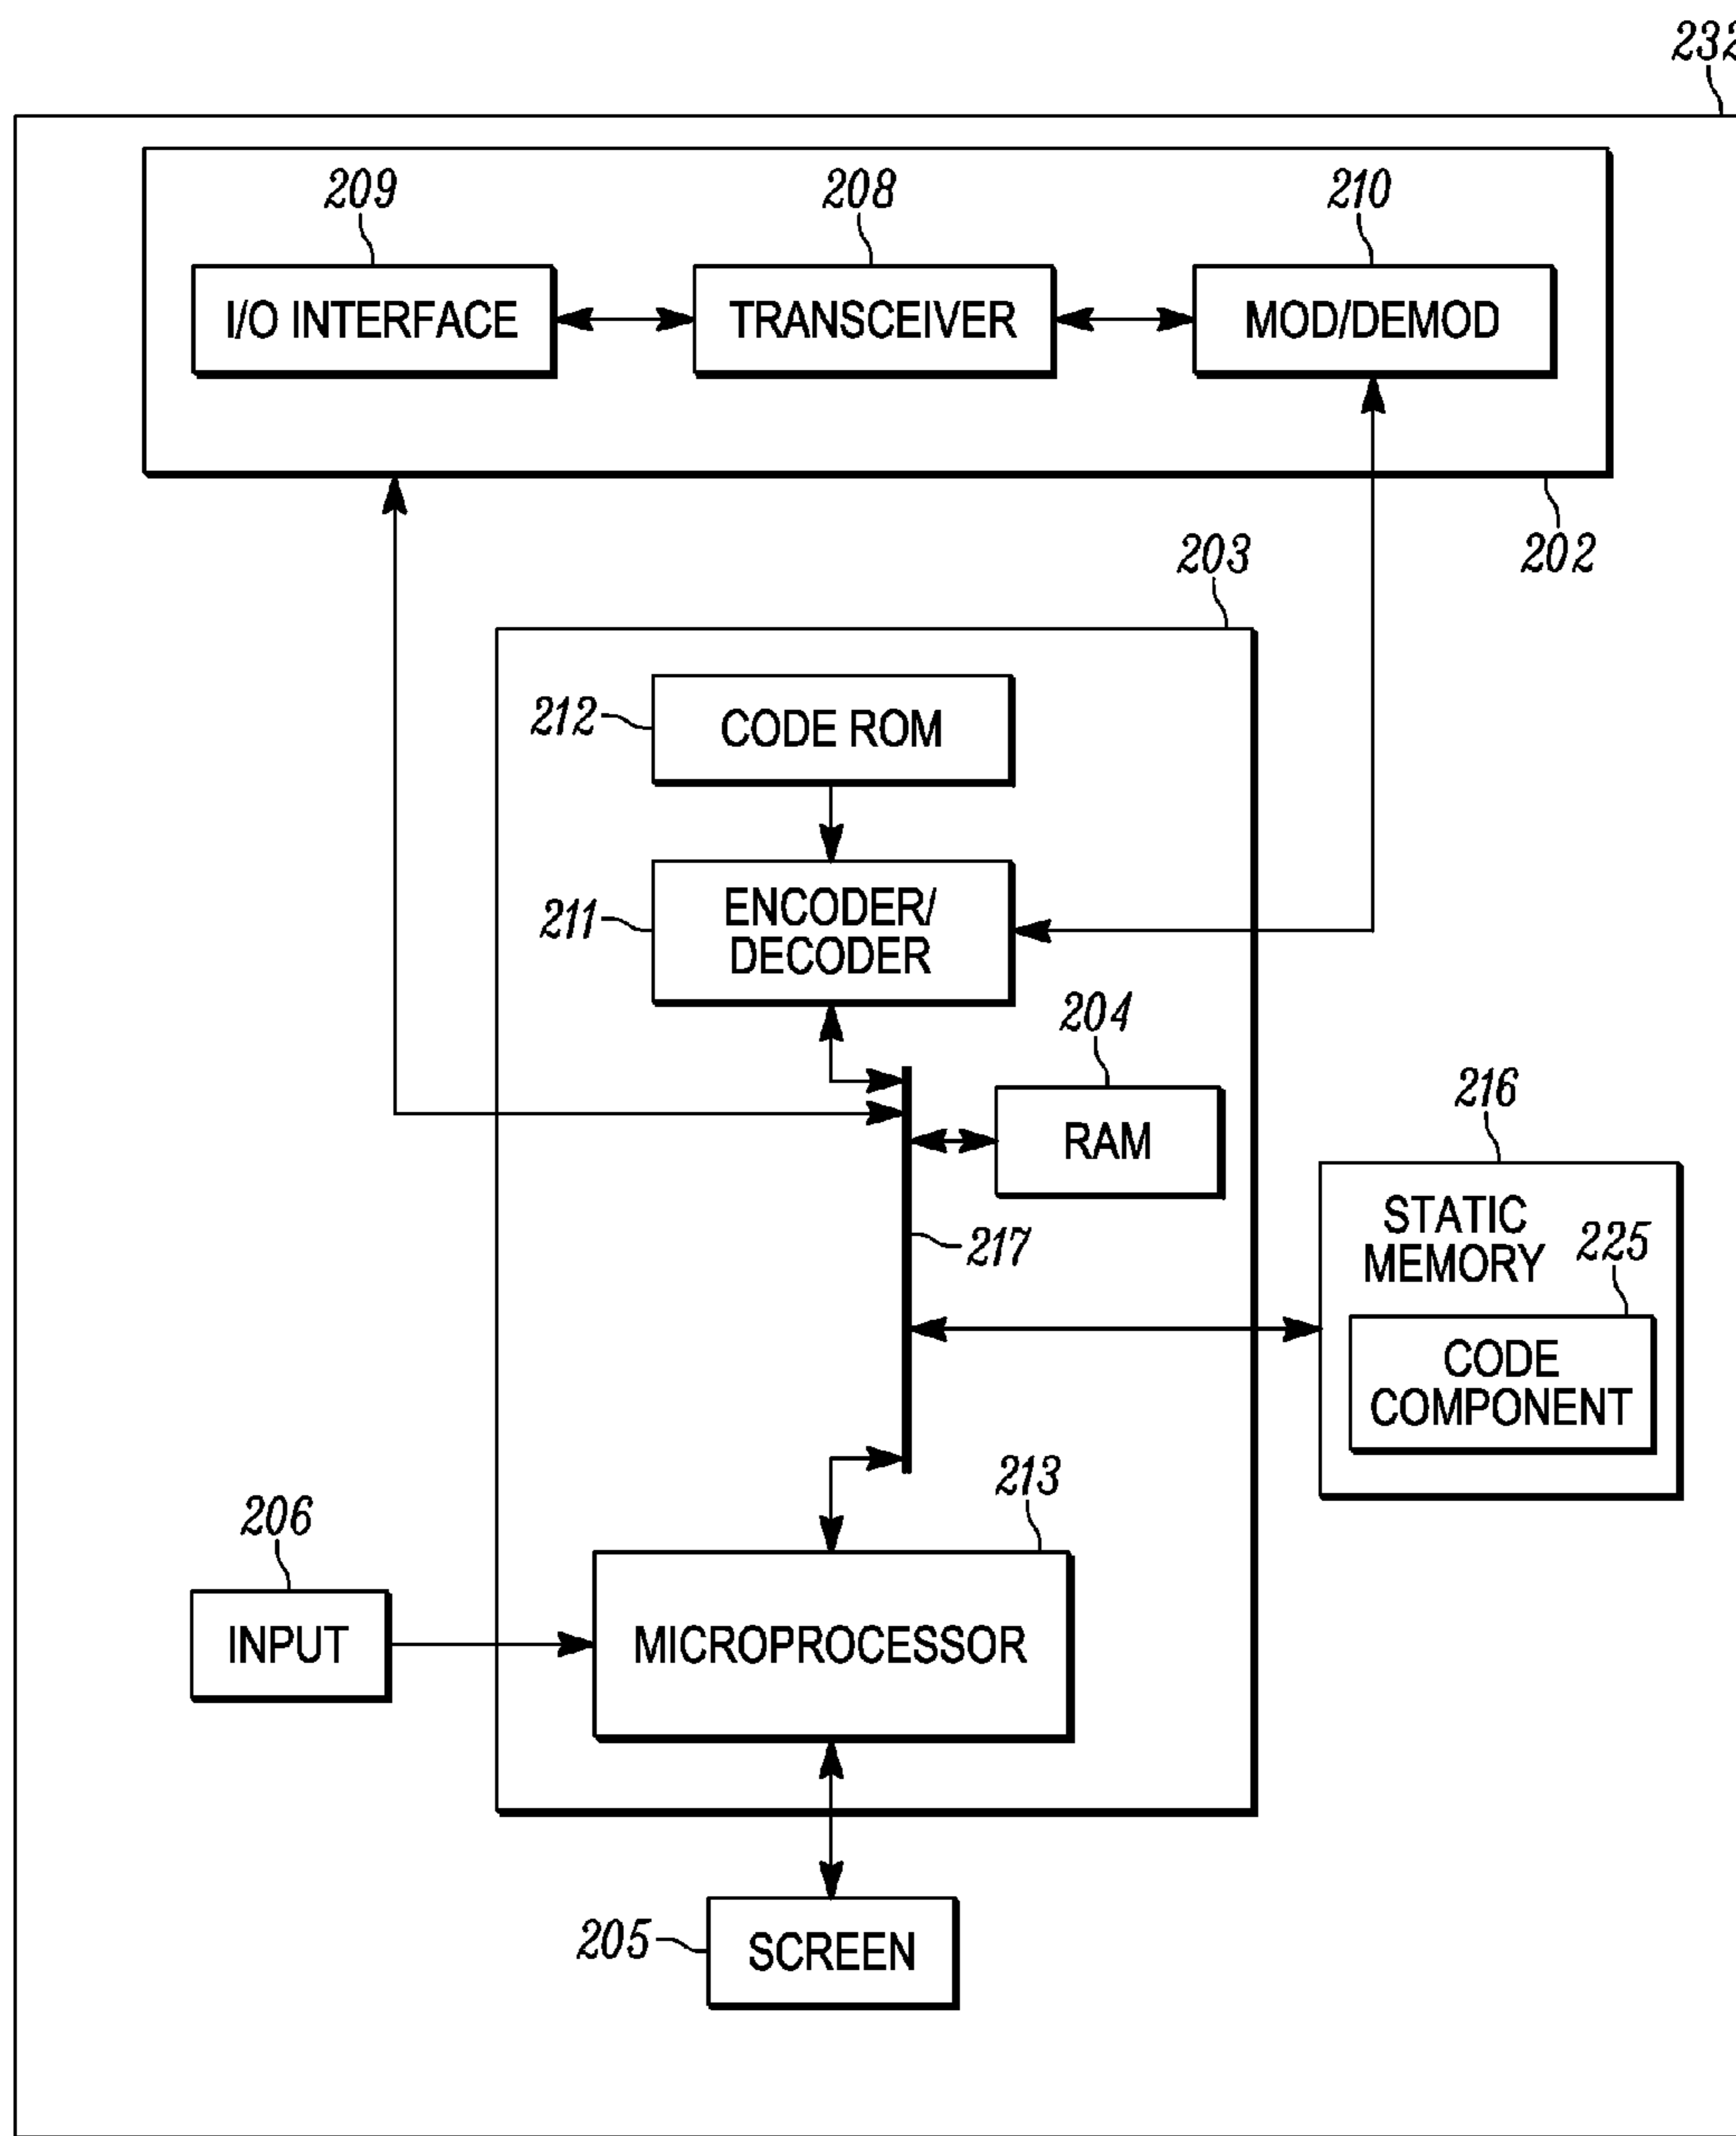 232
209
208
210
I/O INTERFACE
TRANSCEIVER
MOD/DEMOD
202
203
212
CODE ROM
211
ENCODER/
DECODER
204
RAM
217
216
STATIC
MEMORY
225
CODE
COMPONENT
213
206
INPUT
MICROPROCESSOR
205
SCREEN